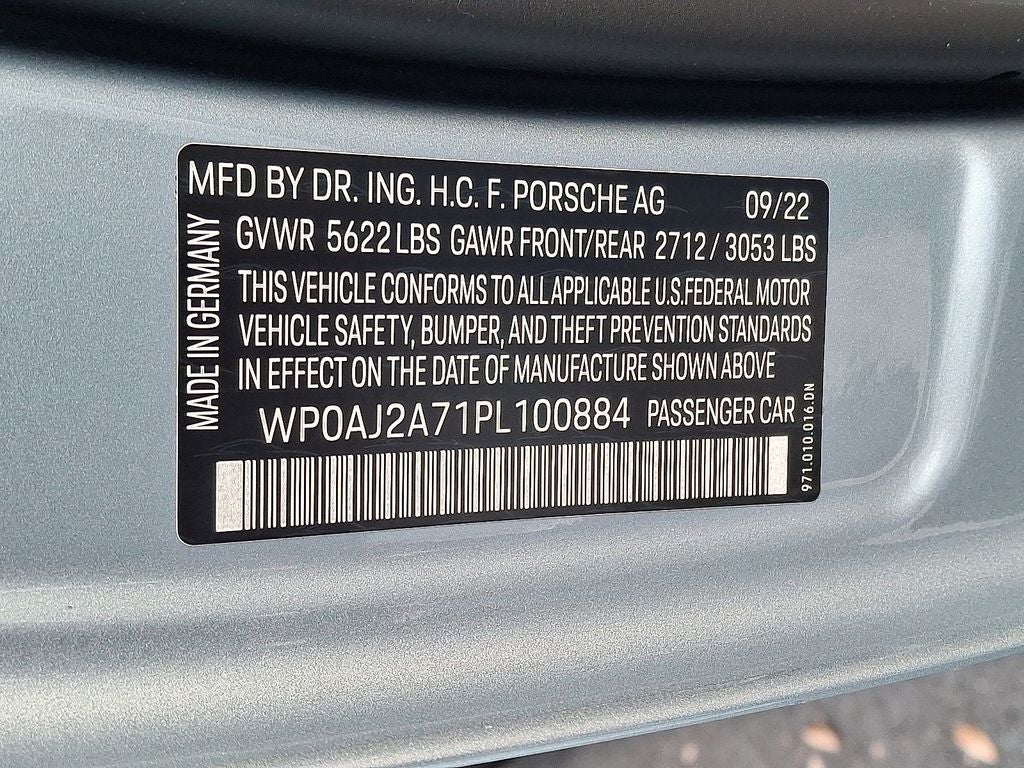 MFD BY DR. ING. H.C. F. PORSCHE AG 09/22
GVWR 5622 LBS GAWR FRONT/REAR 2712 / 3053 LBS
THIS VEHICLE CONFORMS TO ALL APPLICABLE U.S.FEDERAL MOTOR
VEHICLE SAFETY, BUMPER, AND THEFT PREVENTION STANDARDS
IN EFFECT ON THE DATE OF MANUFACTURE SHOWN ABOVE
WP0AJ2A71PL100884 PASSENGER CAR
MADE IN GERMANY
971.010.016.DN